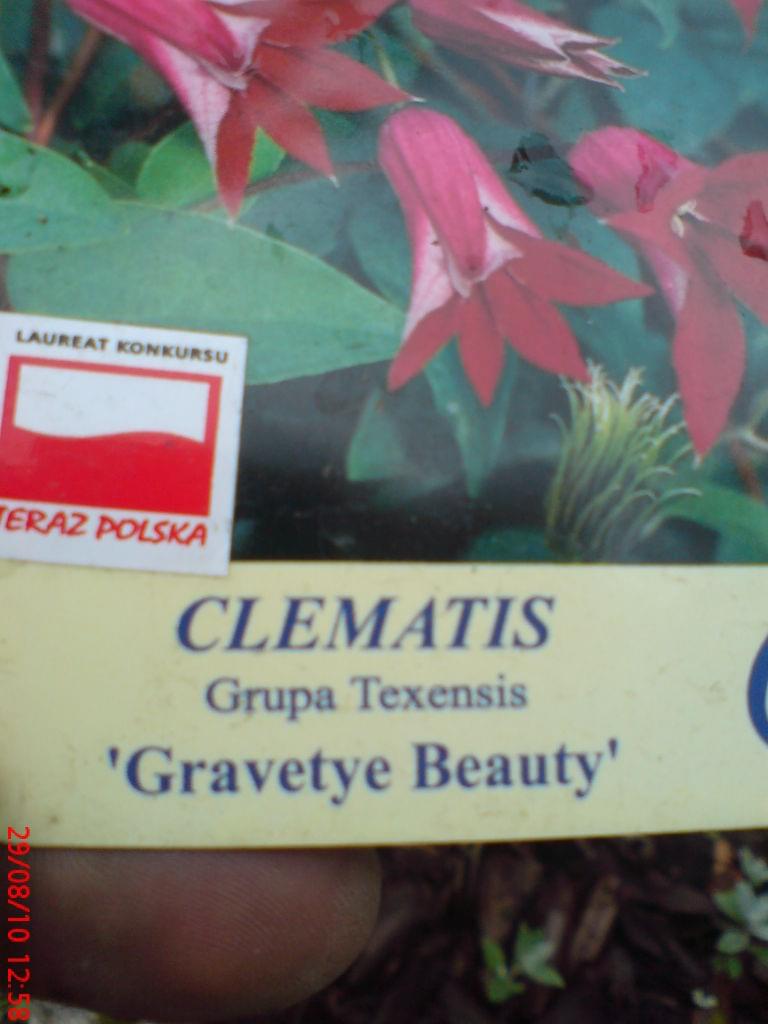 LAUREAT KONKURSU
TERAZ POLSKA
CLEMATIS
Grupa Texensis
'Gravetye Beauty'
29/08/10 12:58